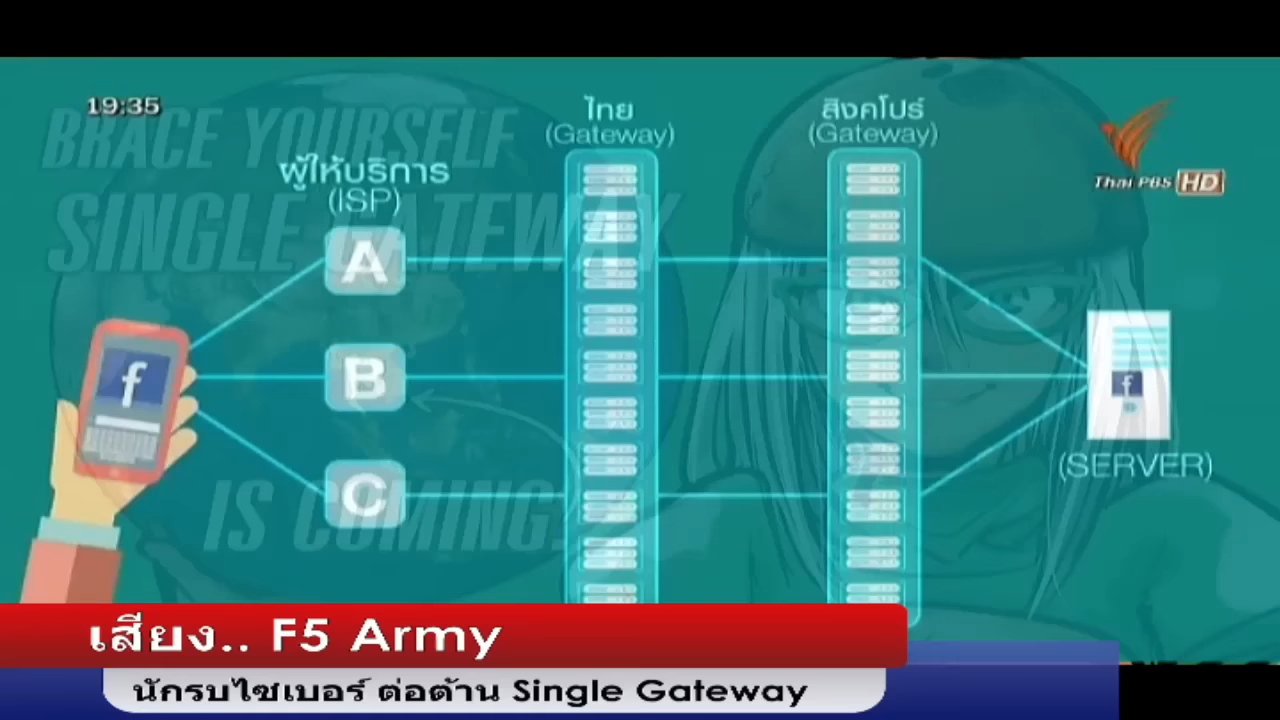 19:35
BRACE YOURSELF
SINGLE GATEWAY
IS COMING.
ผู้ให้บริการ
(ISP)
A
B
C
ไทย
(Gateway)
สิงคโปร์
(Gateway)
Thai PBS HD
f
f
(SERVER)
เสียง.. F5 Army
นักรบไซเบอร์ ต่อต้าน Single Gateway